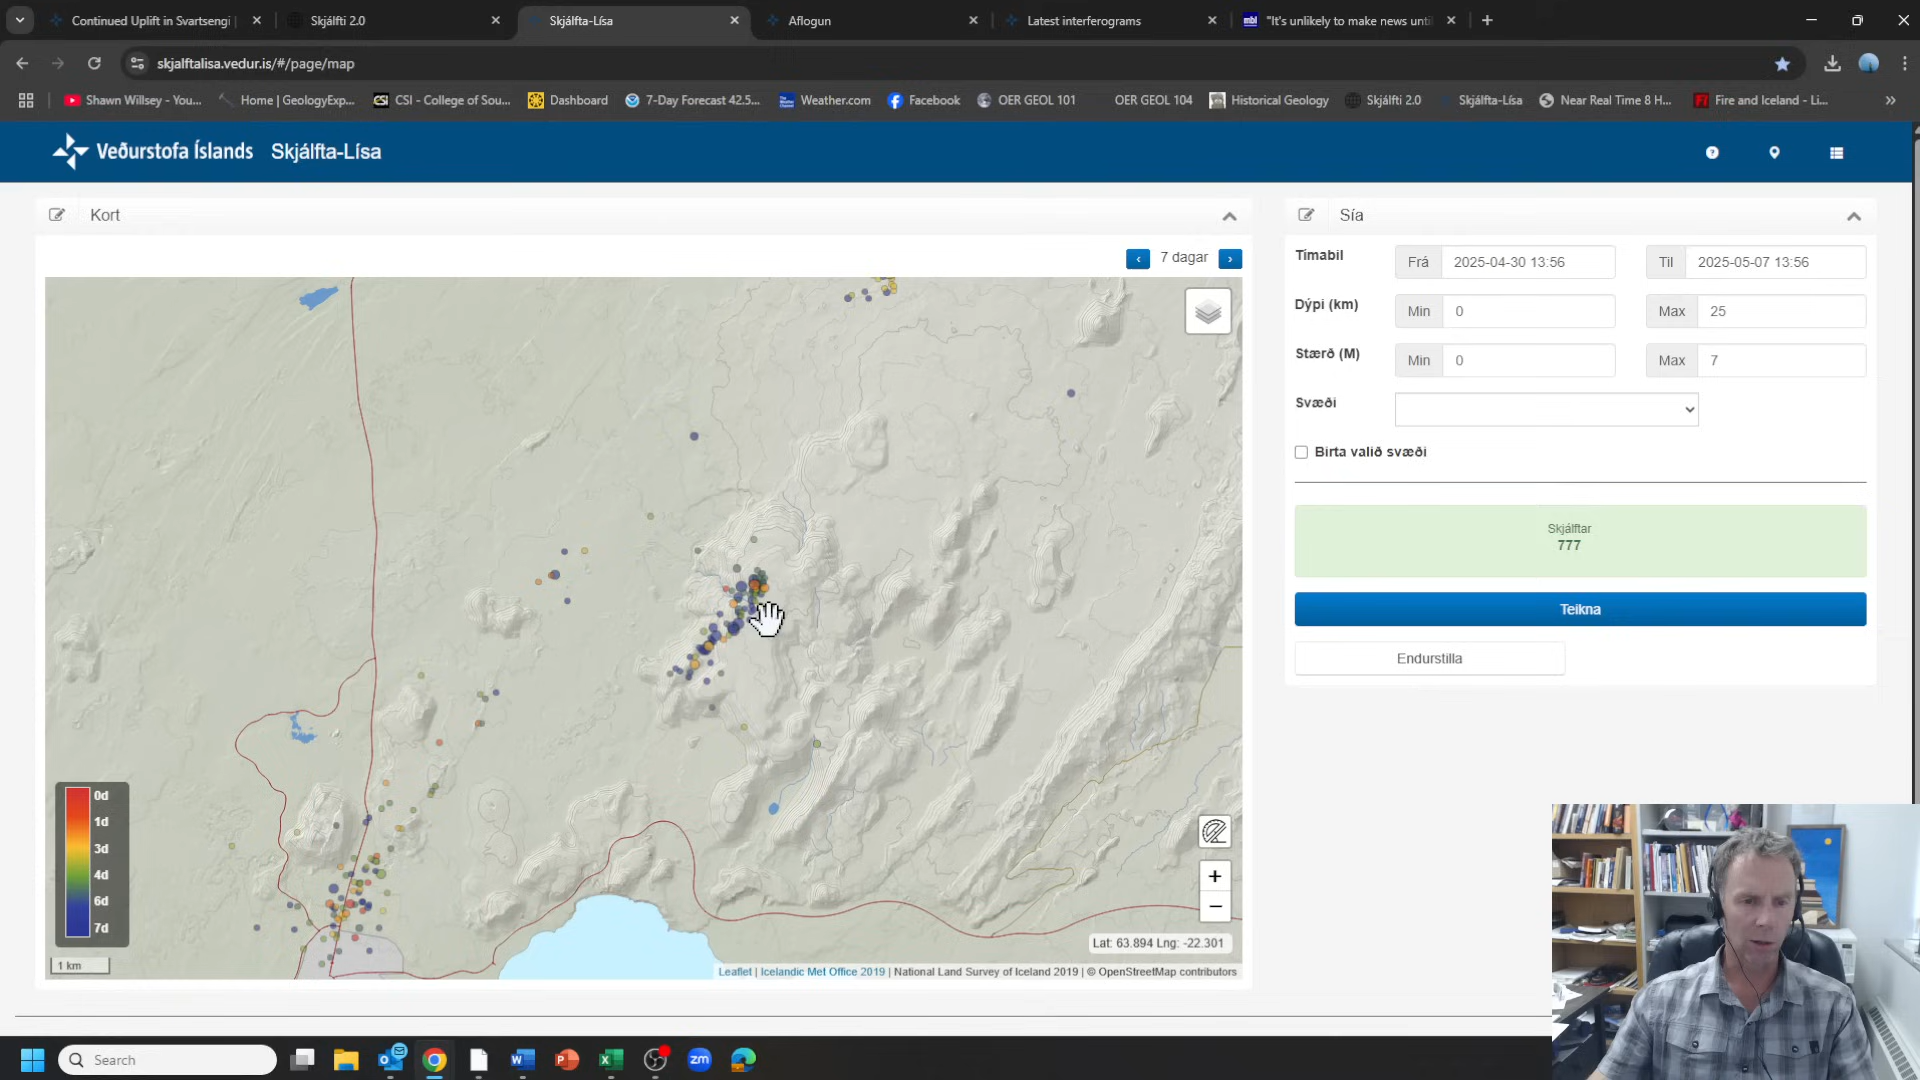 Continued Uplift in Svartsengi
Skjálfti 2.0
Skjálfta-Lísa
Aflogun
Latest interferograms
mbl "It's unlikely to make news until
skjalftalisa.vedur.is/#/page/map
Shawn Willsey - You...
Home | GeologyExp...
CSI - College of Sou...
Dashboard
7-Day Forecast 42.5...
Weather.com
Facebook
OER GEOL 101
OER GEOL 104
Historical Geology
Skjálfti 2.0
Skjálfta-Lísa
Near Real Time 8 H...
Fire and Iceland - Li...
Veðurstofa Íslands Skjálfta-Lísa
Kort
7 dagar
0d
1d
3d
4d
6d
7d
1 km
Lat: 63.894 Lng: -22.301
Leaflet | Icelandic Met Office 2019 | National Land Survey of Iceland 2019 | © OpenStreetMap contributors
Sía
Tímabil Frá 2025-04-30 13:56 Til 2025-05-07 13:56
Dýpi (km) Min 0 Max 25
Stærð (M) Min 0 Max 7
Svæði
Birta valið svæði
Skjálftar
777
Teikna
Endurstilla
Search
zm